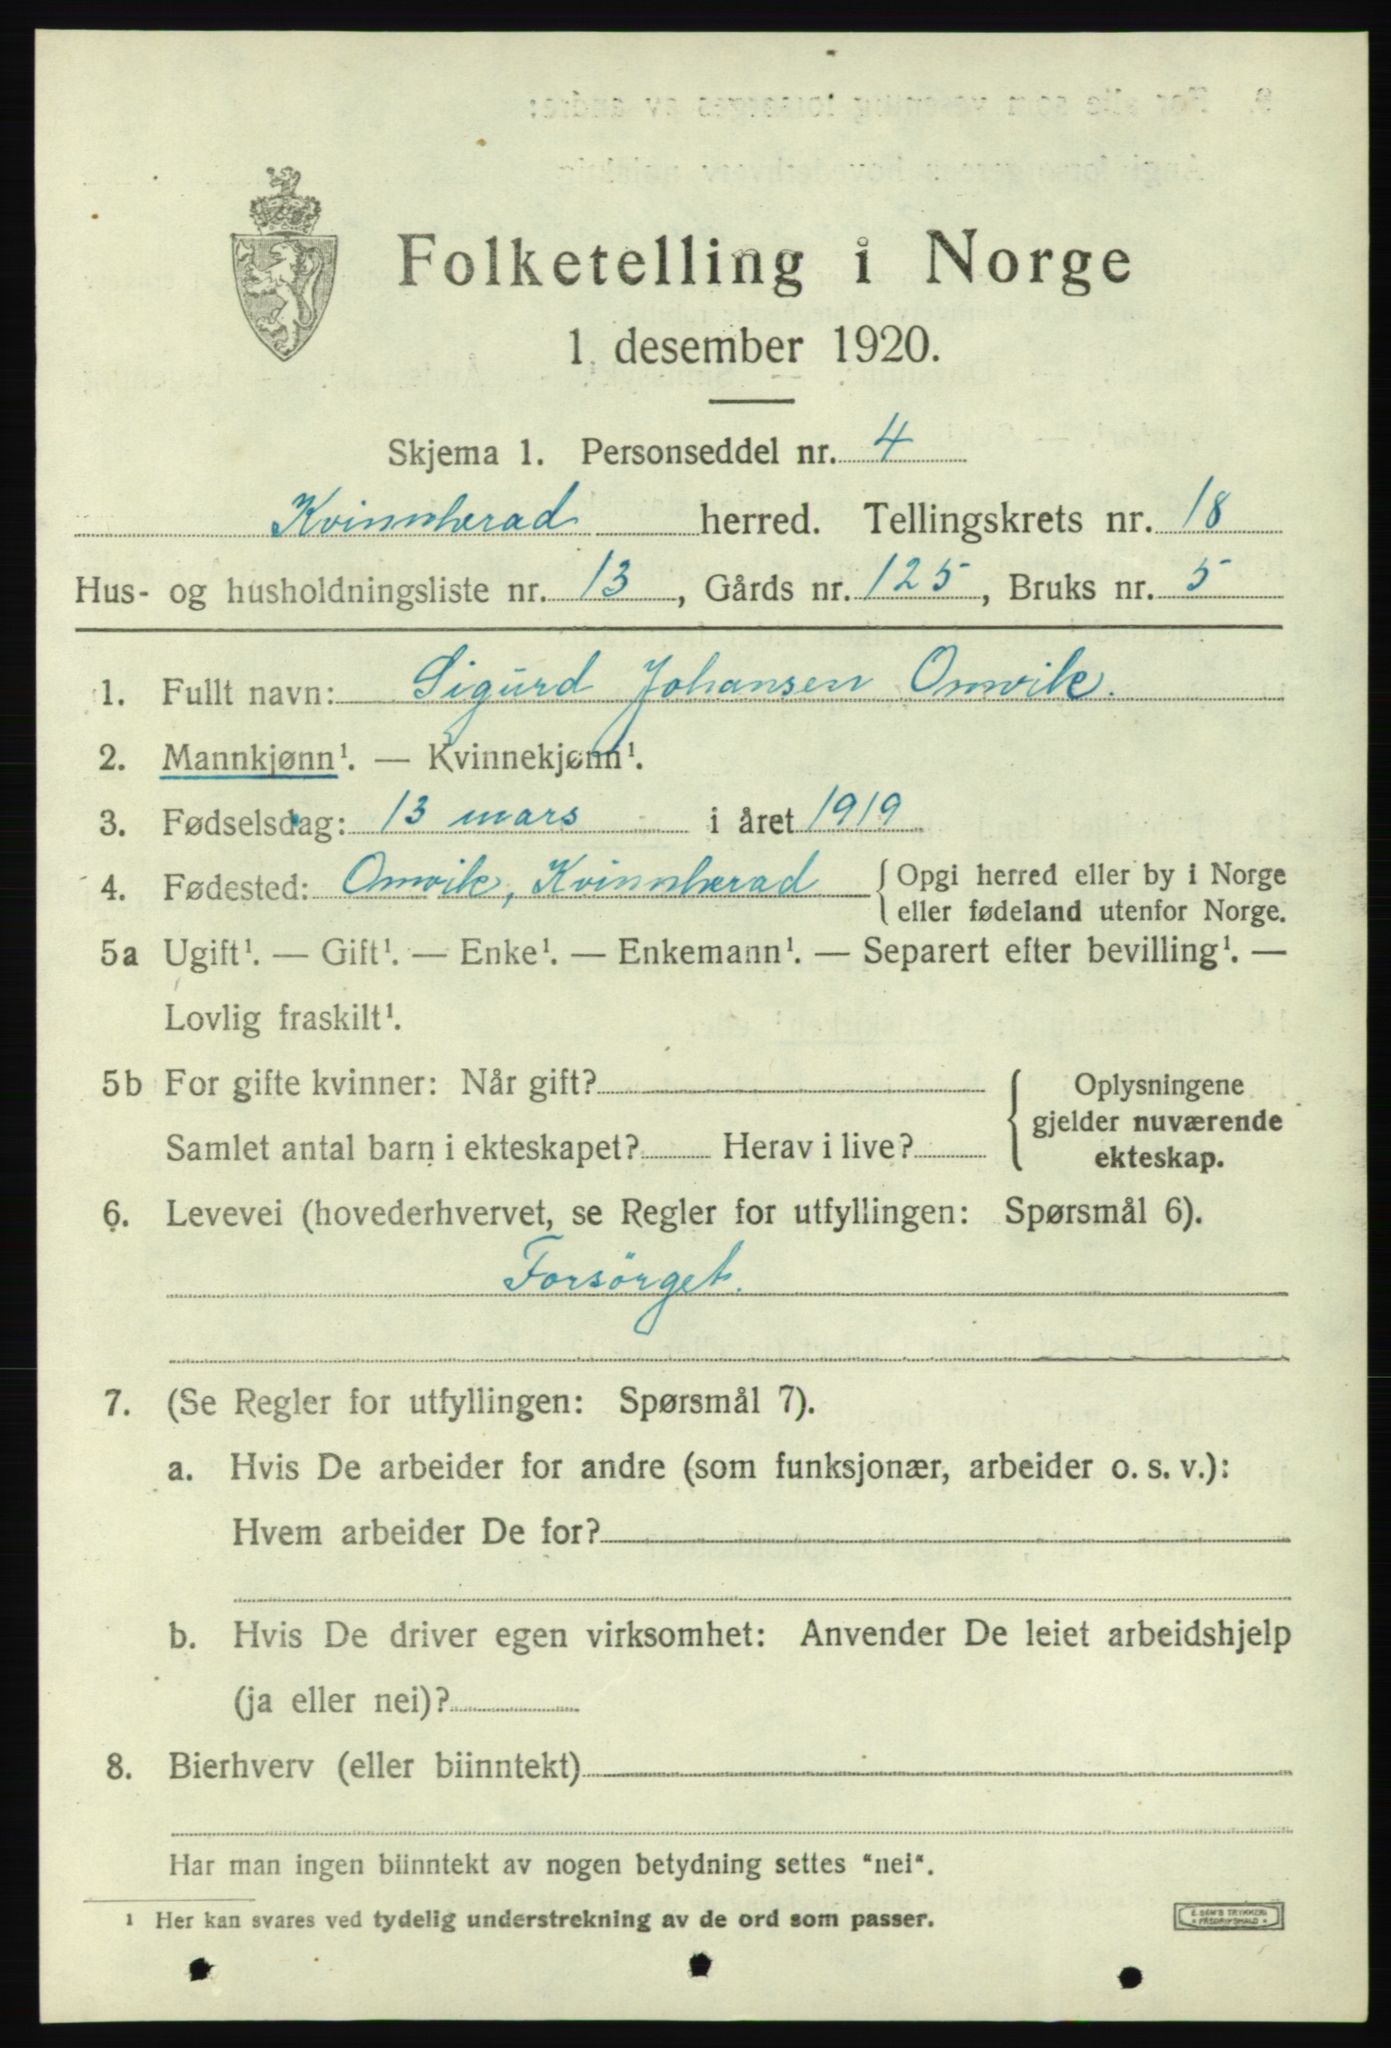 Folketelling i Norge
1. desember 1920.
Skjema 1. Personseddel nr. 4
Kvinnherad herred. Tellingskrets nr. 18
Hus- og husholdningsliste nr. 13, Gårds nr. 125, Bruks nr. 5
1. Fullt navn: Sigurd Johansen Omvik.
2. Mannkjønn¹. — Kvinnekjønn¹.
3. Fødselsdag: 13 mars i året 1919
4. Fødested: Omvik, Kvinnherad { Opgi herred eller by i Norge
eller fødeland utenfor Norge.
5a Ugift¹. — Gift¹. — Enke¹. — Enkemann¹. — Separert efter bevilling¹. —
Lovlig fraskilt¹.
5b For gifte kvinner: Når gift? { Oplysningene
gjelder nuværende
Samlet antal barn i ekteskapet? Herav i live? ekteskap.
6. Levevei (hovederhvervet, se Regler for utfyllingen: Spørsmål 6).
Forsörget.
7. (Se Regler for utfyllingen: Spørsmål 7).
a. Hvis De arbeider for andre (som funksjonær, arbeider o. s. v.):
Hvem arbeider De for?
b. Hvis De driver egen virksomhet: Anvender De leiet arbeidshjelp
(ja eller nei)?
8. Bierhverv (eller biinntekt)
Har man ingen biinntekt av nogen betydning settes "nei".
¹ Her kan svares ved tydelig understrekning av de ord som passer.